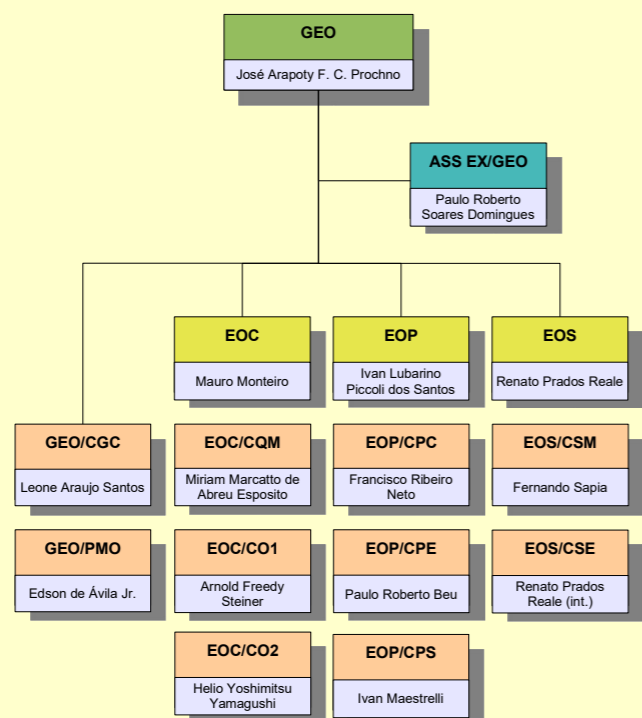 GEO
José Arapoty F. C. Prochno
ASS EX/GEO
Paulo Roberto
Soares Domingues
EOC
Mauro Monteiro
EOP
Ivan Lubarino
Piccoli dos Santos
EOS
Renato Prados Reale
GEO/CGC
Leone Araujo Santos
EOC/CQM
Miriam Marcatto de
Abreu Esposito
EOP/CPC
Francisco Ribeiro
Neto
EOS/CSM
Fernando Sapia
GEO/PMO
Edson de Ávila Jr.
EOC/CO1
Arnold Freedy
Steiner
EOP/CPE
Paulo Roberto Beu
EOS/CSE
Renato Prados
Reale (int.)
EOC/CO2
Helio Yoshimitsu
Yamagushi
EOP/CPS
Ivan Maestrelli